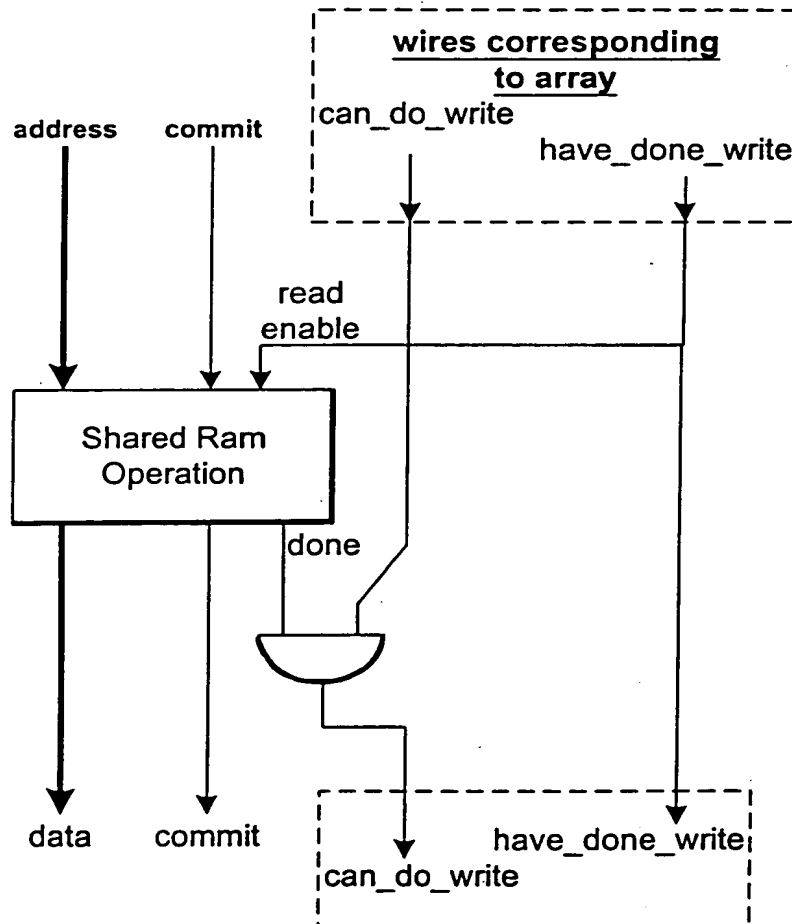 wires corresponding
to array
can_do_write
address
commit
have_done_write
read
enable
Shared Ram
Operation
done
data
commit
have_done_write
can_do_write